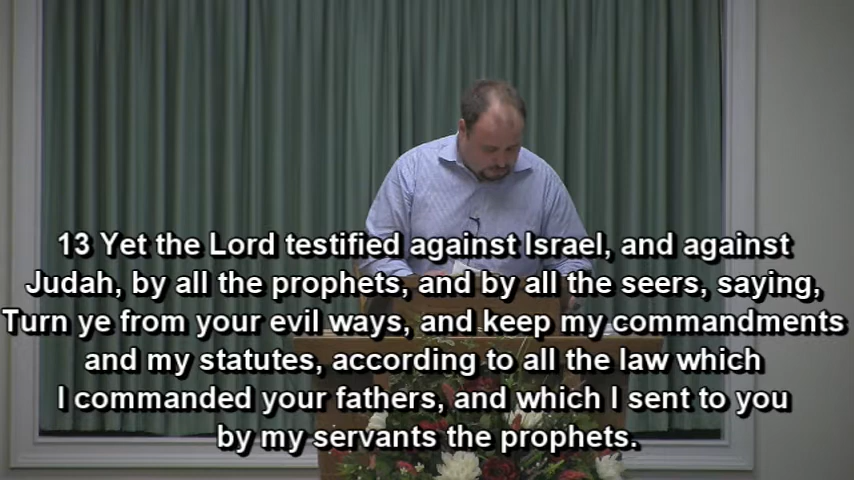 13 Yet the Lord testified against Israel, and against
Judah, by all the prophets, and by all the seers, saying,
Turn ye from your evil ways, and keep my commandments
and my statutes, according to all the law which
I commanded your fathers, and which I sent to you
by my servants the prophets.